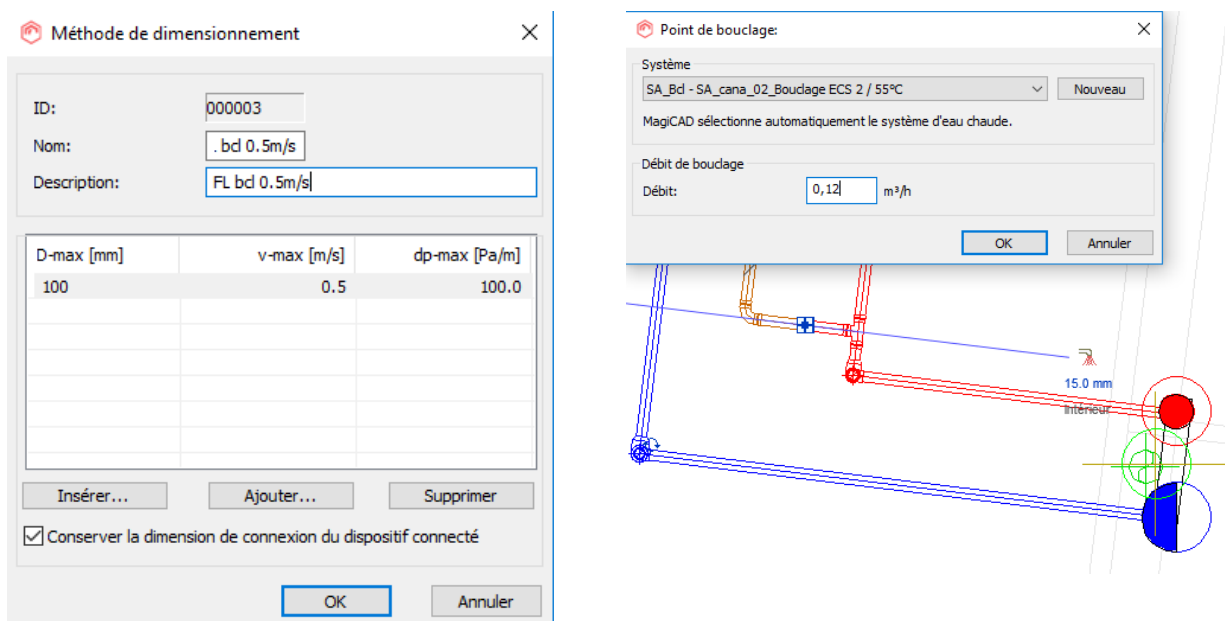 Méthode de dimensionnement
ID: 000003
Nom: . bcl 0.5m/s
Description: FL bcl 0.5m/s
D-max [mm] v-max [m/s] dp-max [Pa/m]
100 0.5 100.0
Insérer... Ajouter... Supprimer
Conserver la dimension de connexion du dispositif connecté
OK Annuler
Point de bouclage:
Système
SA_Bcl - SA_cana_02_Bouclage ECS 2 / 55°C Nouveau
MagiCAD sélectionne automatiquement le système d'eau chaude.
Débit de bouclage
Débit: 0,12 m³/h
OK Annuler
15.0 mm
Intérieur